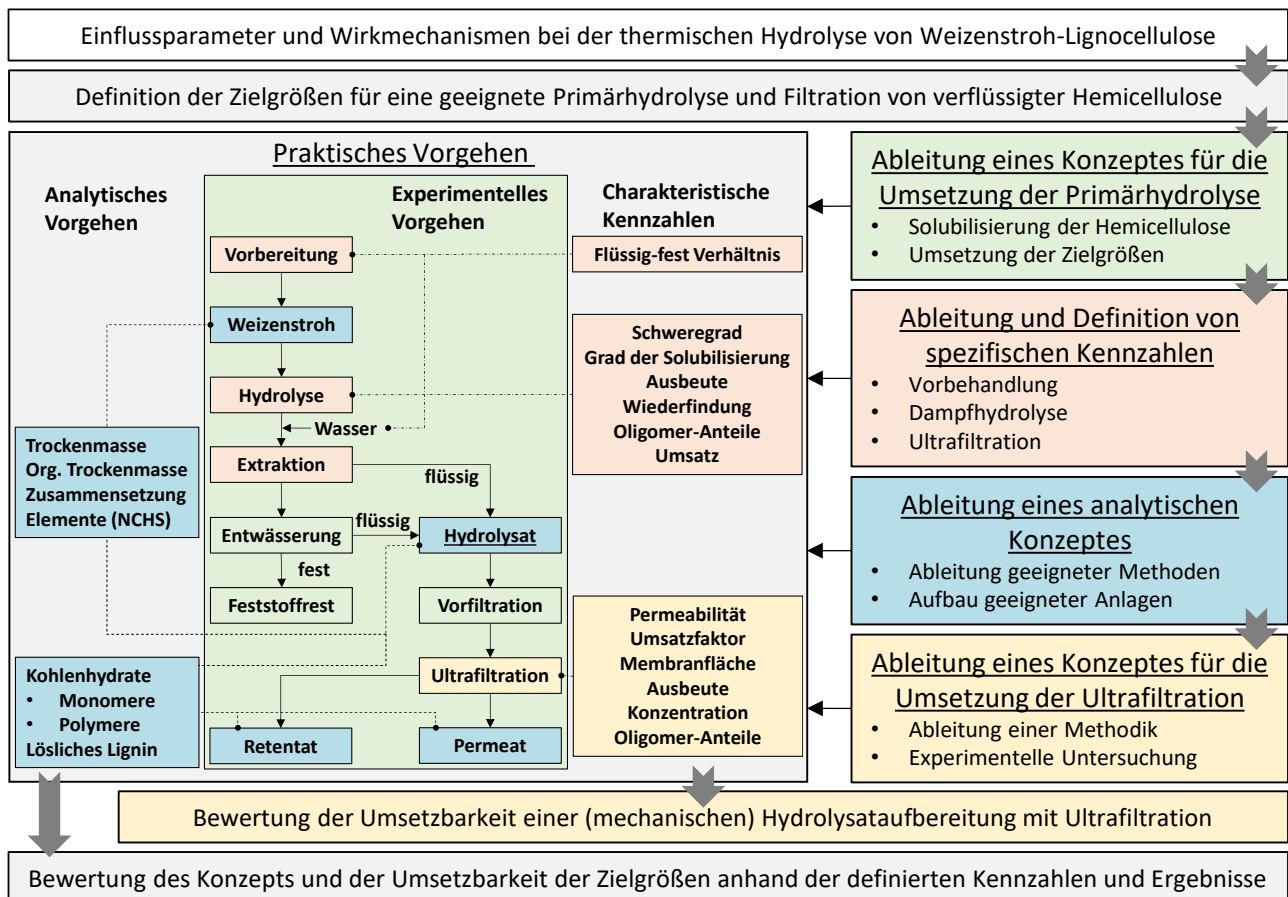 Einflussparameter und Wirkmechanismen bei der thermischen Hydrolyse von Weizenstroh-Lignocellulose
Definition der Zielgrößen für eine geeignete Primärhydrolyse und Filtration von verflüssigter Hemicellulose
Praktisches Vorgehen
Analytisches
Vorgehen
Experimentelles
Vorgehen
Charakteristische
Kennzahlen
Vorbereitung
Weizenstroh
Hydrolyse
Wasser
Extraktion
flüssig
Entwässerung
flüssig
Hydrolysat
fest
Feststoffrest
Vorfiltration
Ultrafiltration
Retentat
Permeat
Trockenmasse
Org. Trockenmasse
Zusammensetzung
Elemente (NCHS)
Kohlenhydrate
• Monomere
• Polymere
Lösliches Lignin
Flüssig-fest Verhältnis
Schweregrad
Grad der Solubilisierung
Ausbeute
Wiederfindung
Oligomer-Anteile
Umsatz
Permeabilität
Umsatzfaktor
Membranfläche
Ausbeute
Konzentration
Oligomer-Anteile
Ableitung eines Konzeptes für die
Umsetzung der Primärhydrolyse
• Solubilisierung der Hemicellulose
• Umsetzung der Zielgrößen
Ableitung und Definition von
spezifischen Kennzahlen
• Vorbehandlung
• Dampfhydrolyse
• Ultrafiltration
Ableitung eines analytischen
Konzeptes
• Ableitung geeigneter Methoden
• Aufbau geeigneter Anlagen
Ableitung eines Konzeptes für die
Umsetzung der Ultrafiltration
• Ableitung einer Methodik
• Experimentelle Untersuchung
Bewertung der Umsetzbarkeit einer (mechanischen) Hydrolysataufbereitung mit Ultrafiltration
Bewertung des Konzepts und der Umsetzbarkeit der Zielgrößen anhand der definierten Kennzahlen und Ergebnisse